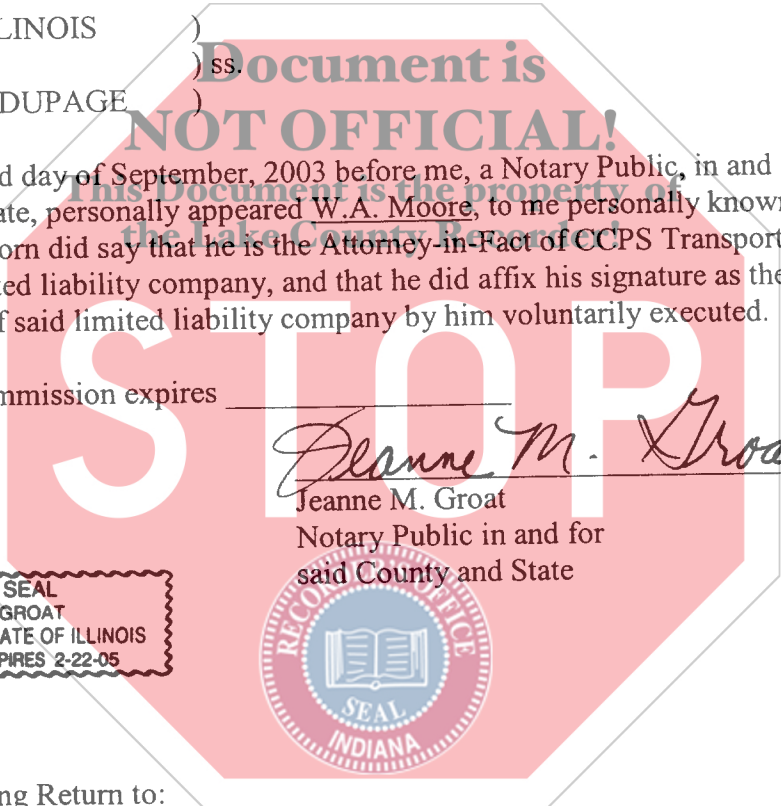 LINOIS )
) ss.
DUPAGE )
Document is
NOT OFFICIAL!
This Document is the property of
the Lake County Recorder!
STOP
d day of September, 2003 before me, a Notary Public, in and
ate, personally appeared W.A. Moore, to me personally known
orn did say that he is the Attorney-in-Fact of CCPS Transport
ed liability company, and that he did affix his signature as the
f said limited liability company by him voluntarily executed.
mmission expires
Jeanne M. Groa
Jeanne M. Groat
Notary Public in and for
said County and State
SEAL
GROAT
ATE OF ILLINOIS
PIRES 2-22-05
RECORDER'S OFFICE
SEAL
INDIANA
ng Return to: